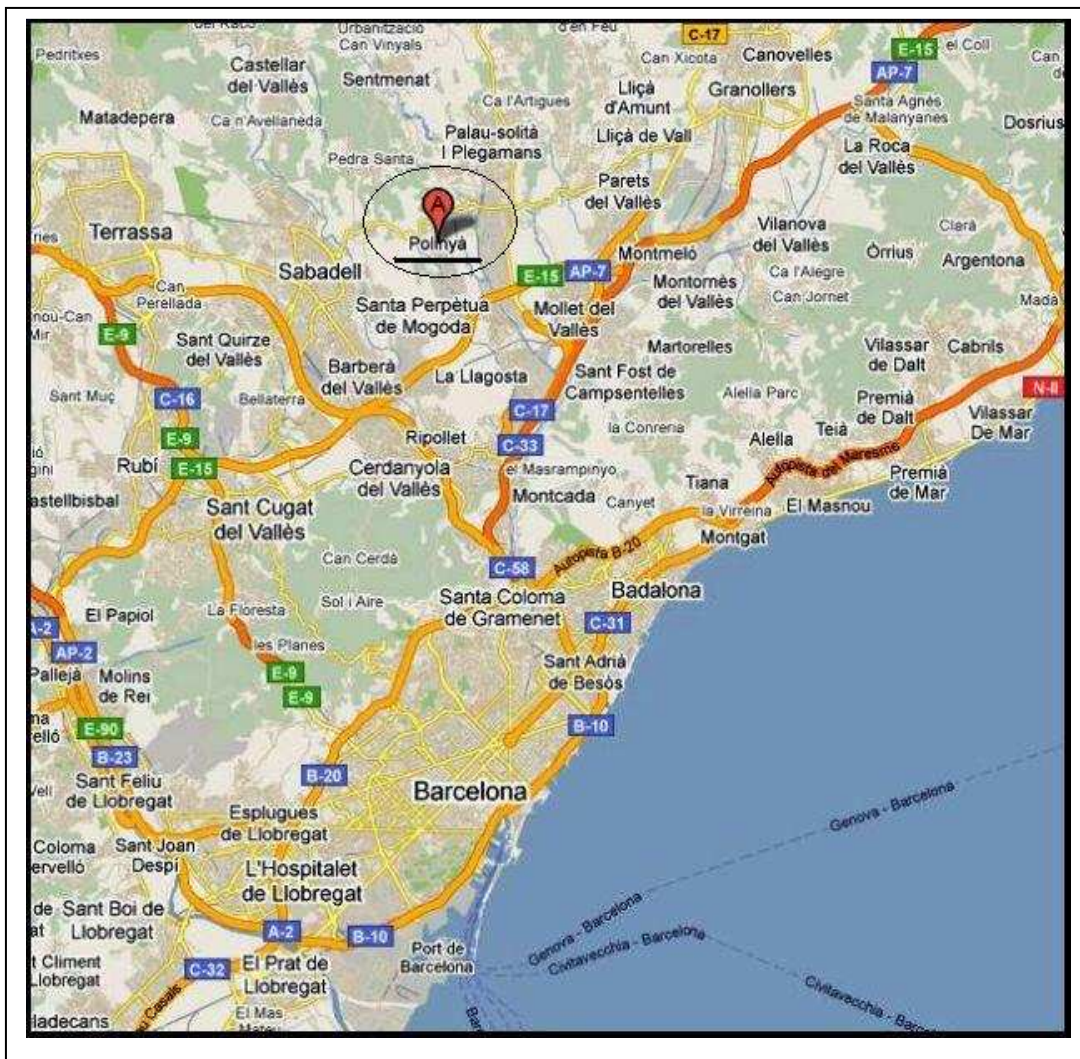 Urbanització
Can Vinyals
C-17
Canovelles
E-15
el Coll
Pedritxes
Castellar
del Vallès
Sentmenat
Can Xicota
AP-7
Granollers
Matadepera
Ca n'Avellaneda
Ca l'Artigues
Lliçà
d'Amunt
Santa Agnès
de Malanyanes
Dosrius
Palau-solità
I Plegamans
Lliçà de Vall
La Roca
del Vallès
Pedra Santa
Parets
del Vallès
A
Terrassa
Polinyà
Vilanova
del Vallès
Clarà
Òrrius
Argentona
Sabadell
E-15
AP-7
Montmeló
Montornès
del Vallès
Ca l'Alegre
Can Jornet
Can
Perellada
Santa Perpètua
de Mogoda
Mollet del
Vallès
E-9
Sant Quirze
del Vallès
Martorelles
Vilassar
de Dalt
Cabrils
Barberà
del Vallès
La Llagosta
Sant Fost de
Campsentelles
Alella Parc
N-II
Sant Muç
C-16
Bellaterra
C-17
Premià
de Dalt
Vilassar
De Mar
E-9
Ripollet
C-33
la Conreria
Alella
Teià
Rubí
E-15
Cerdanyola
del Vallès
el Masrampinyo
Autopista del Maresme
Premià
de Mar
Sant Cugat
del Vallès
Montcada
Canyet
Tiana
la Virreina
El Masnou
Montgat
Can Cerdà
C-58
Autopista B-20
El Papiol
La Floresta
Sol i Aire
Santa Coloma
de Gramenet
Badalona
C-31
AP-2
les Planes
Pallejà
Molins
de Rei
E-9
E-9
Sant Adrià
de Besòs
E-90
B-10
B-23
B-20
Sant Feliu
de Llobregat
Barcelona
Esplugues
de Llobregat
Genova - Barcelona
Coloma
Sant Joan
Despí
L'Hospitalet
de Llobregat
Sant Boi de
Llobregat
A-2
B-10
Genova - Barcelona
Civitavecchia - Barcelona
Port de
Barcelona
C-32
El Prat de
Llobregat
Civitavecchia - Barcelona
El Mas